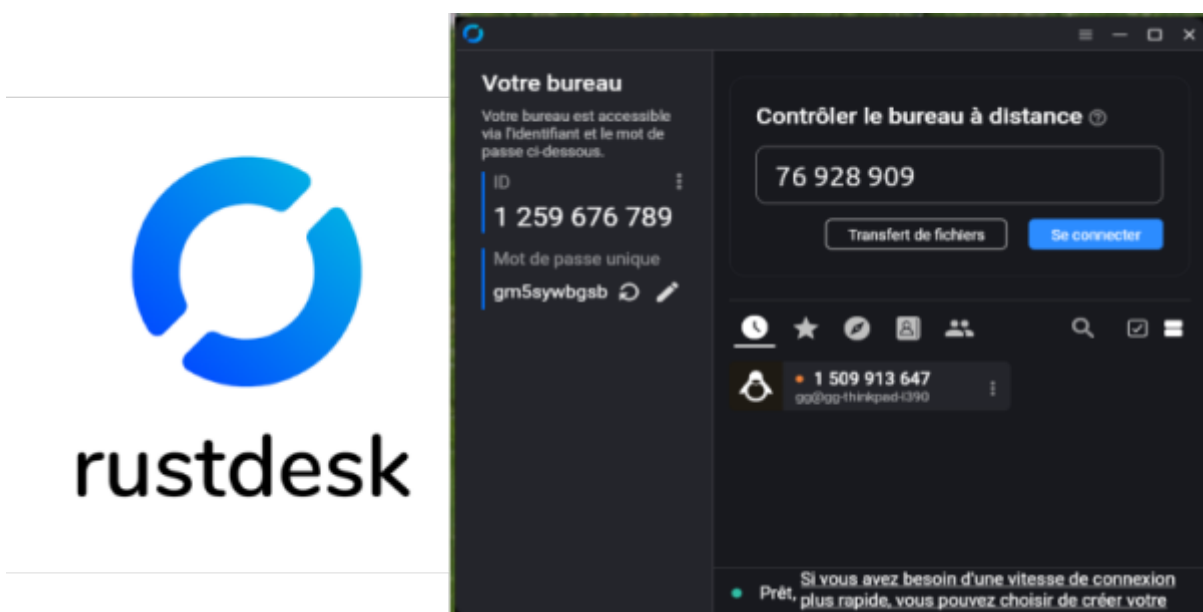 rustdesk
Votre bureau
Votre bureau est accessible
via l'identifiant et le mot de
passe ci-dessous.
ID
1 259 676 789
Mot de passe unique
gm5sywbgsb
Contrôler le bureau à distance
76 928 909
Transfert de fichiers
Se connecter
1 509 913 647
gg@gg-thinkpad-l390
Prêt, Si vous avez besoin d'une vitesse de connexion
plus rapide, vous pouvez choisir de créer votre